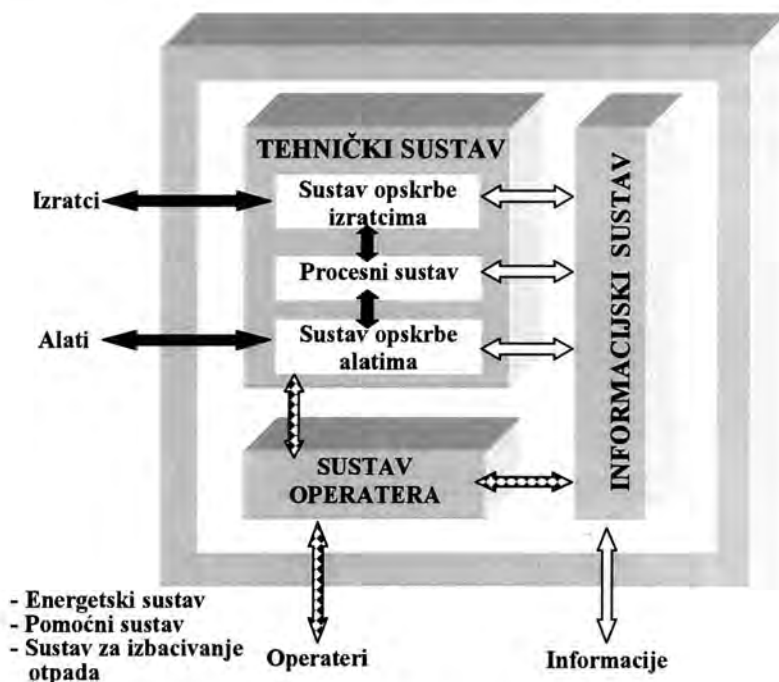 TEHNIČKI SUSTAV
Izratci
Sustav opskrbe
izratcima
Procesni sustav
Alati
Sustav opskrbe
alatima
INFORMACIJSKI SUSTAV
SUSTAV
OPERATERA
- Energetski sustav
- Pomoćni sustav
- Sustav za izbacivanje
otpada
Operateri
Informacije